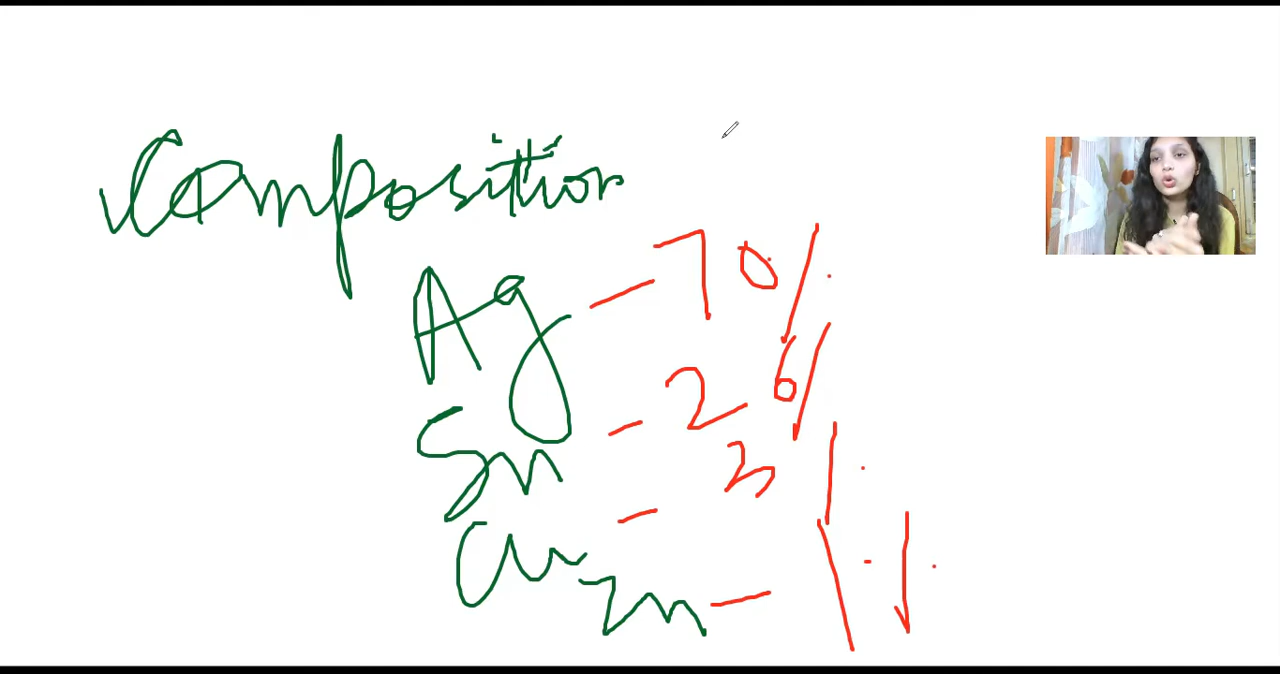 Composition
Ag - 70%
Sn - 26%
Cu - 3%
Zn - 1%